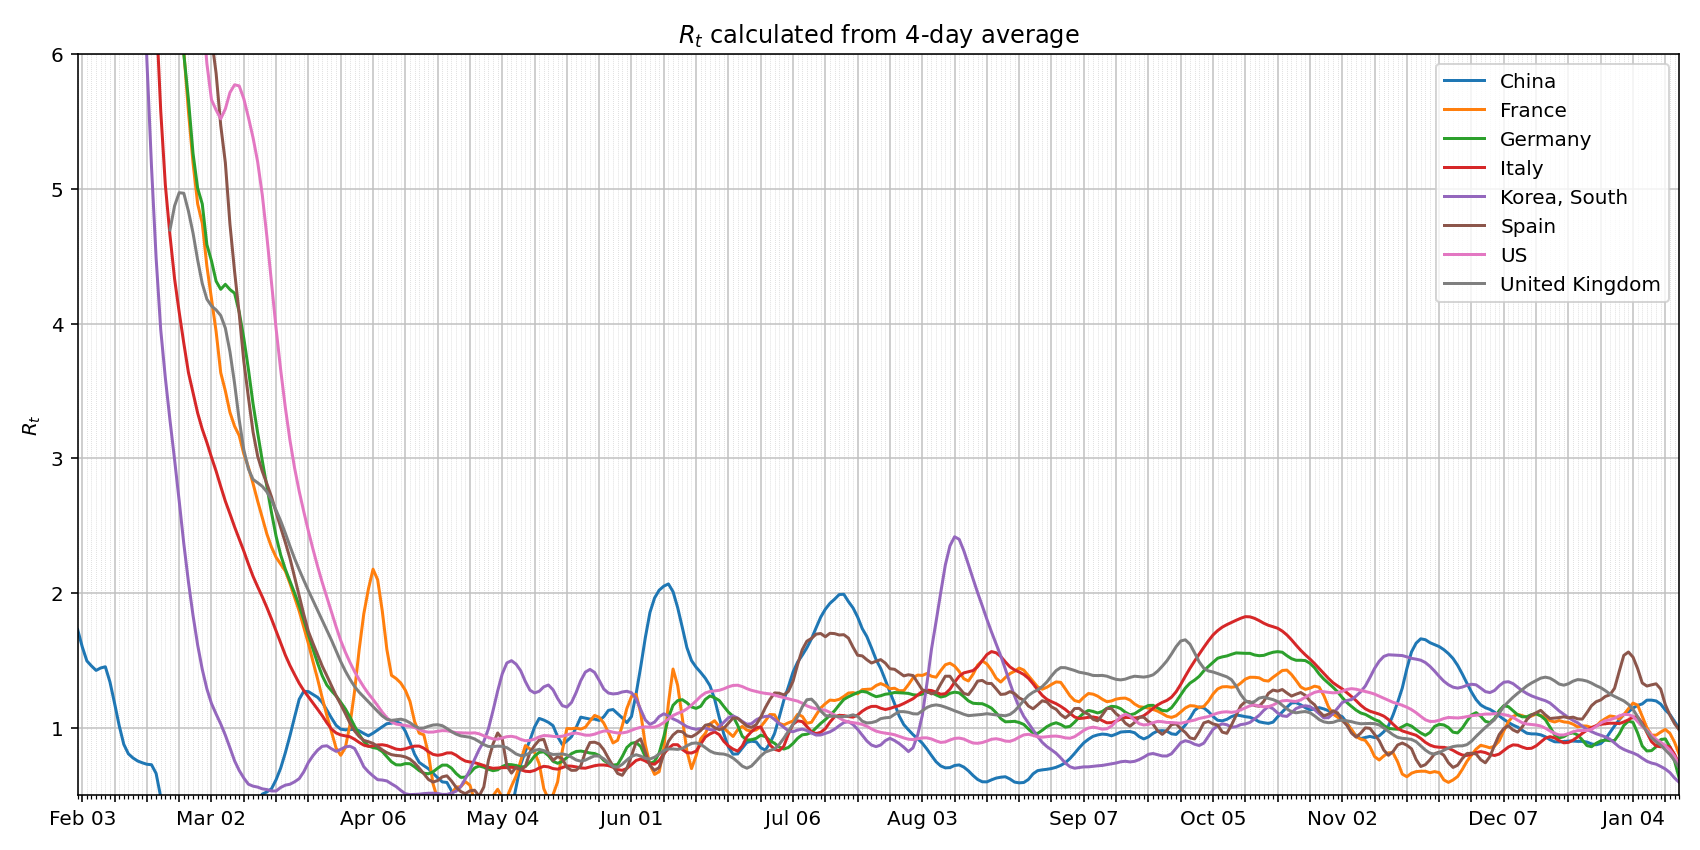 R_t calculated from 4-day average
6
5
4
3
2
1
R_t
China
France
Germany
Italy
Korea, South
Spain
US
United Kingdom
Feb 03 Mar 02 Apr 06 May 04 Jun 01 Jul 06 Aug 03 Sep 07 Oct 05 Nov 02 Dec 07 Jan 04